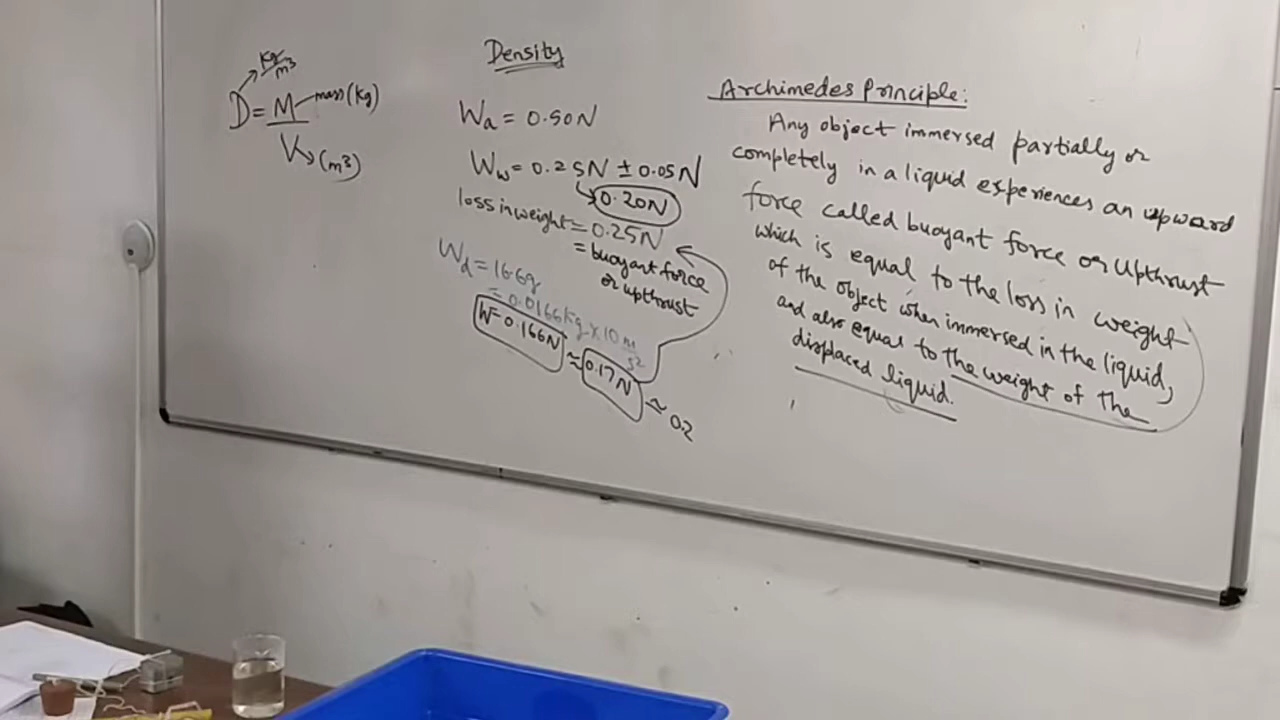 Density
kg/m³
D = M/V
mass (kg)
(m³)
Wa = 0.50N
Ww = 0.25N ± 0.05N
0.20N
loss in weight = 0.25N
= buoyant force
or upthrust
Wd = 16.6g
= 0.0166kg × 10 m/s²
W = 0.166N ≈ 0.17N ≈ 0.2
Archimedes Principle:
Any object immersed partially or
completely in a liquid experiences an upward
force called buoyant force or Upthrust
which is equal to the loss in weight
of the object when immersed in the liquid,
and also equal to the weight of the
displaced liquid.